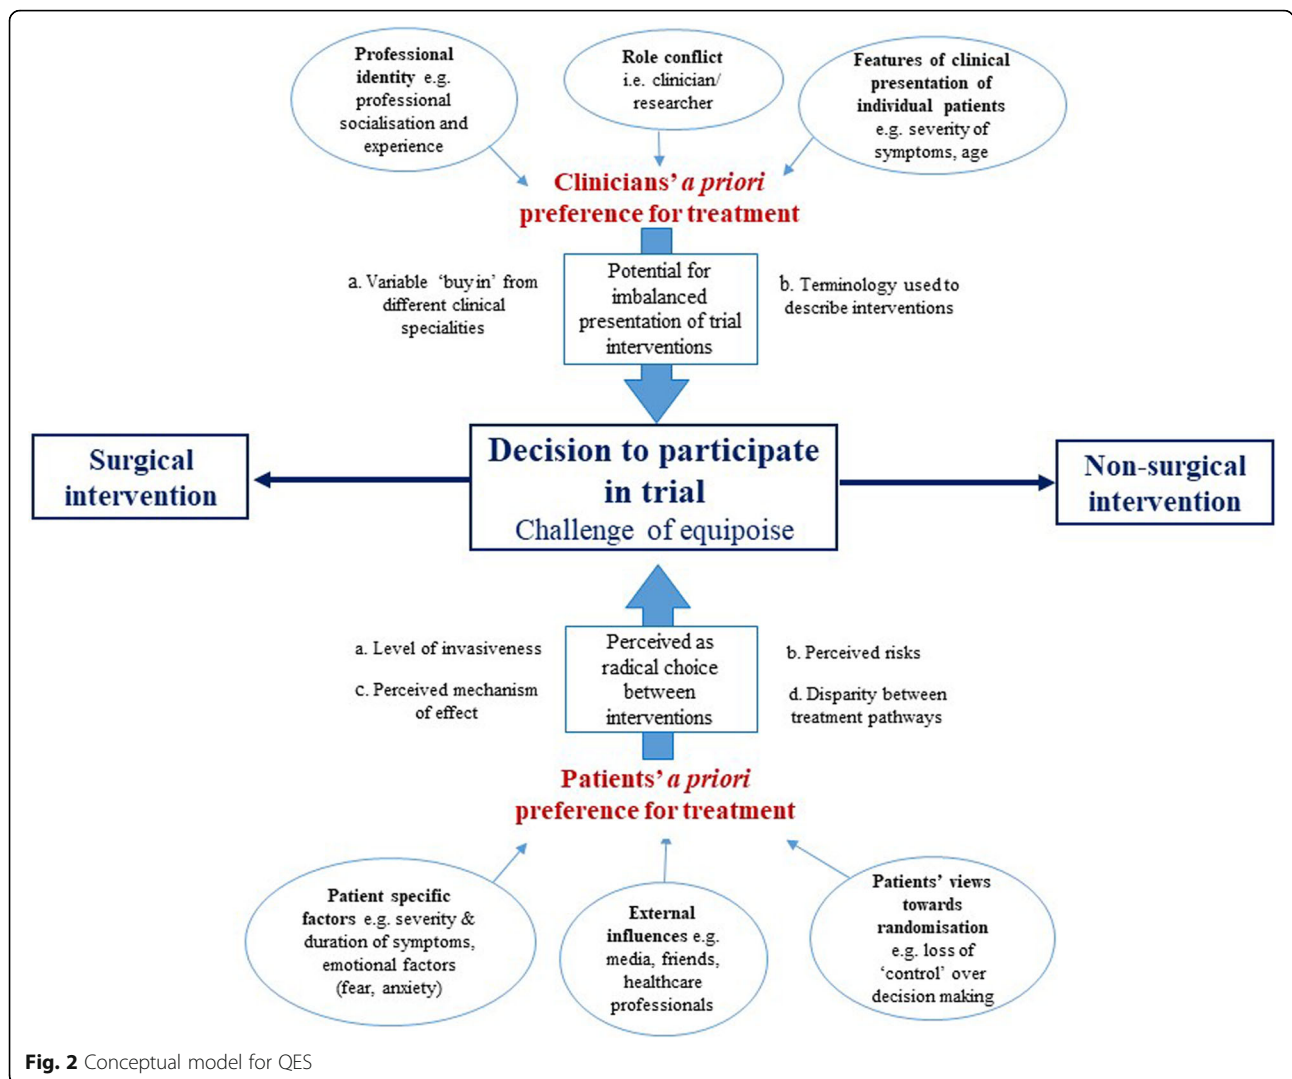 Professional
identity e.g.
professional
socialisation and
experience
Role conflict
i.e. clinician/
researcher
Features of clinical
presentation of
individual patients
e.g. severity of
symptoms, age
Clinicians’ a priori
preference for treatment
a. Variable ‘buy in’ from
different clinical
specialities
Potential for
imbalanced
presentation of trial
interventions
b. Terminology used to
describe interventions
Surgical
intervention
Decision to participate
in trial
Challenge of equipoise
Non-surgical
intervention
a. Level of invasiveness
c. Perceived mechanism
of effect
Perceived as
radical choice
between
interventions
b. Perceived risks
d. Disparity between
treatment pathways
Patients’ a priori
preference for treatment
Patient specific
factors e.g. severity &
duration of symptoms,
emotional factors
(fear, anxiety)
External
influences e.g.
media, friends,
healthcare
professionals
Patients’ views
towards
randomisation
e.g. loss of
‘control’ over
decision making
Fig. 2 Conceptual model for QES